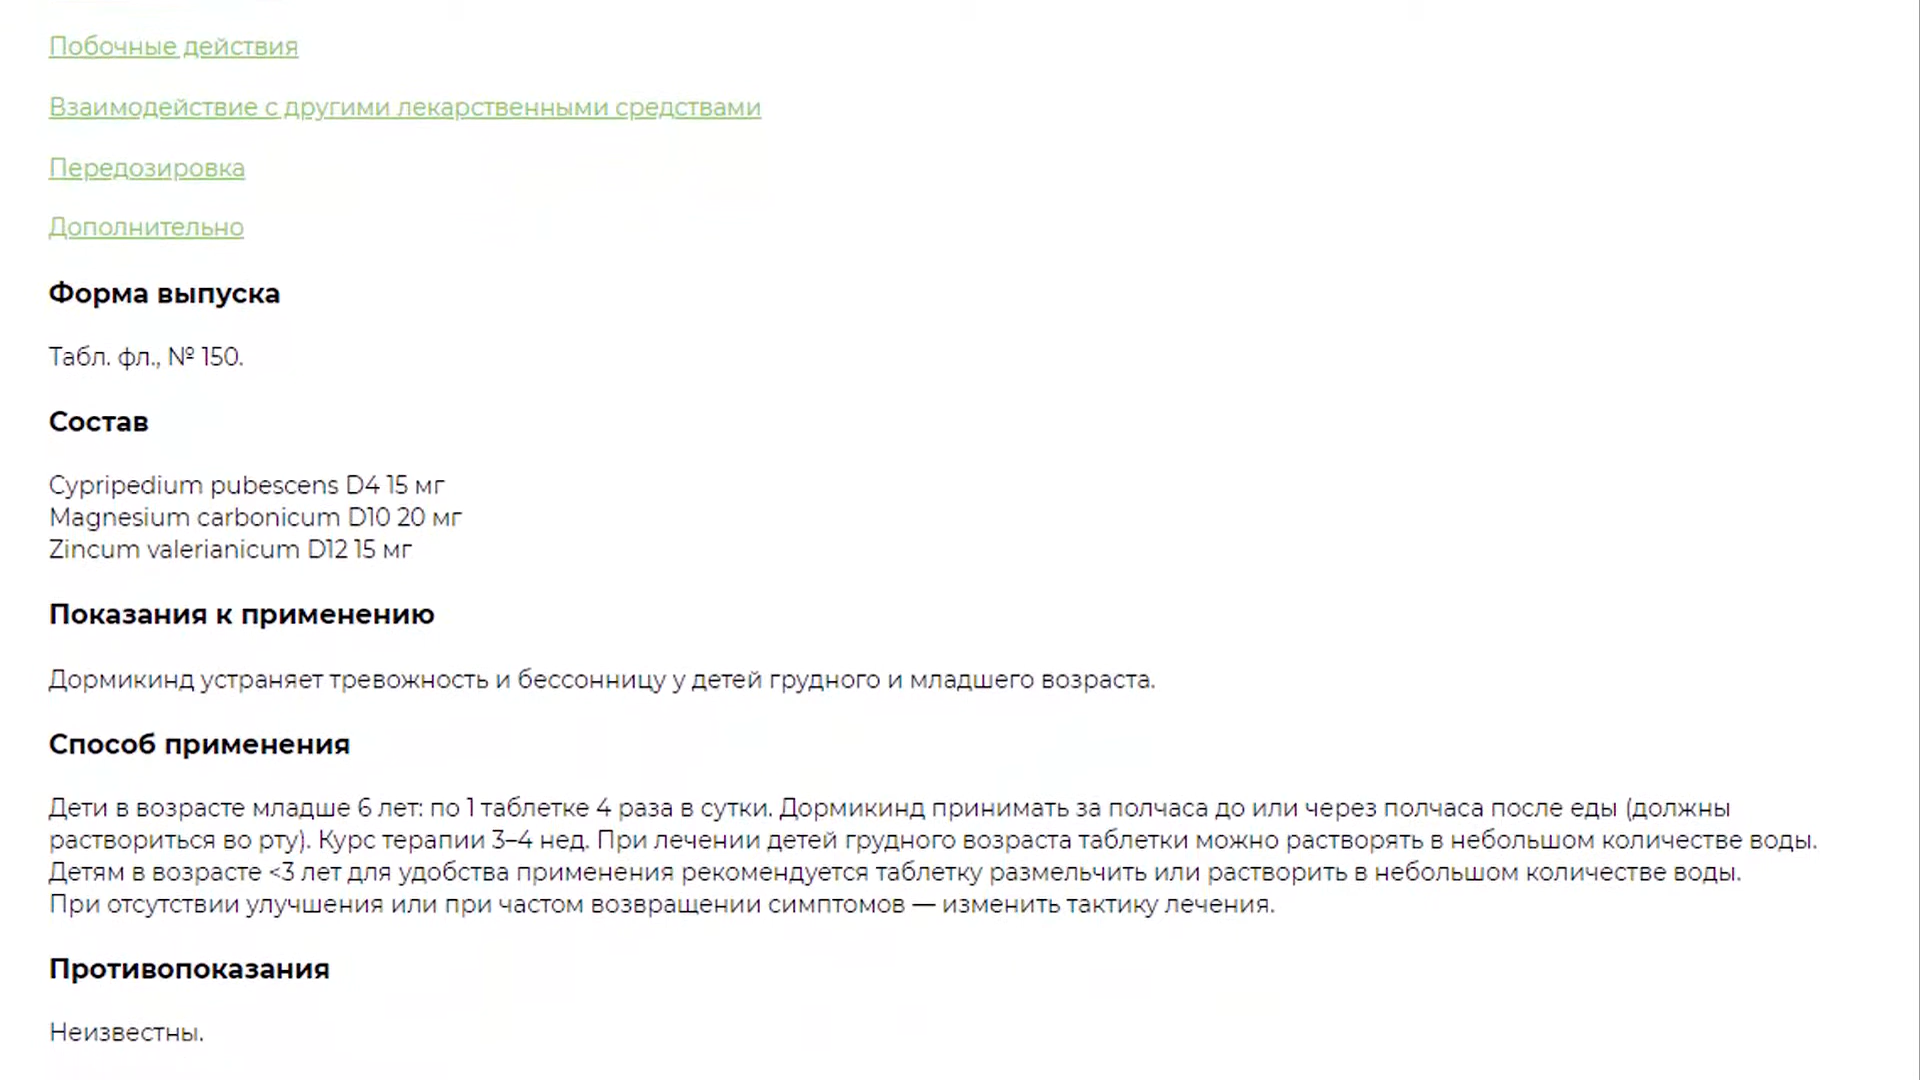 Побочные действия
Взаимодействие с другими лекарственными средствами
Передозировка
Дополнительно
Форма выпуска
Табл. фл., № 150.
Состав
Cypripedium pubescens D4 15 мг
Magnesium carbonicum D10 20 мг
Zincum valerianicum D12 15 мг
Показания к применению
Дормикинд устраняет тревожность и бессонницу у детей грудного и младшего возраста.
Способ применения
Дети в возрасте младше 6 лет: по 1 таблетке 4 раза в сутки. Дормикинд принимать за полчаса до или через полчаса после еды (должны
раствориться во рту). Курс терапии 3–4 нед. При лечении детей грудного возраста таблетки можно растворять в небольшом количестве воды.
Детям в возрасте <3 лет для удобства применения рекомендуется таблетку размельчить или растворить в небольшом количестве воды.
При отсутствии улучшения или при частом возвращении симптомов — изменить тактику лечения.
Противопоказания
Неизвестны.